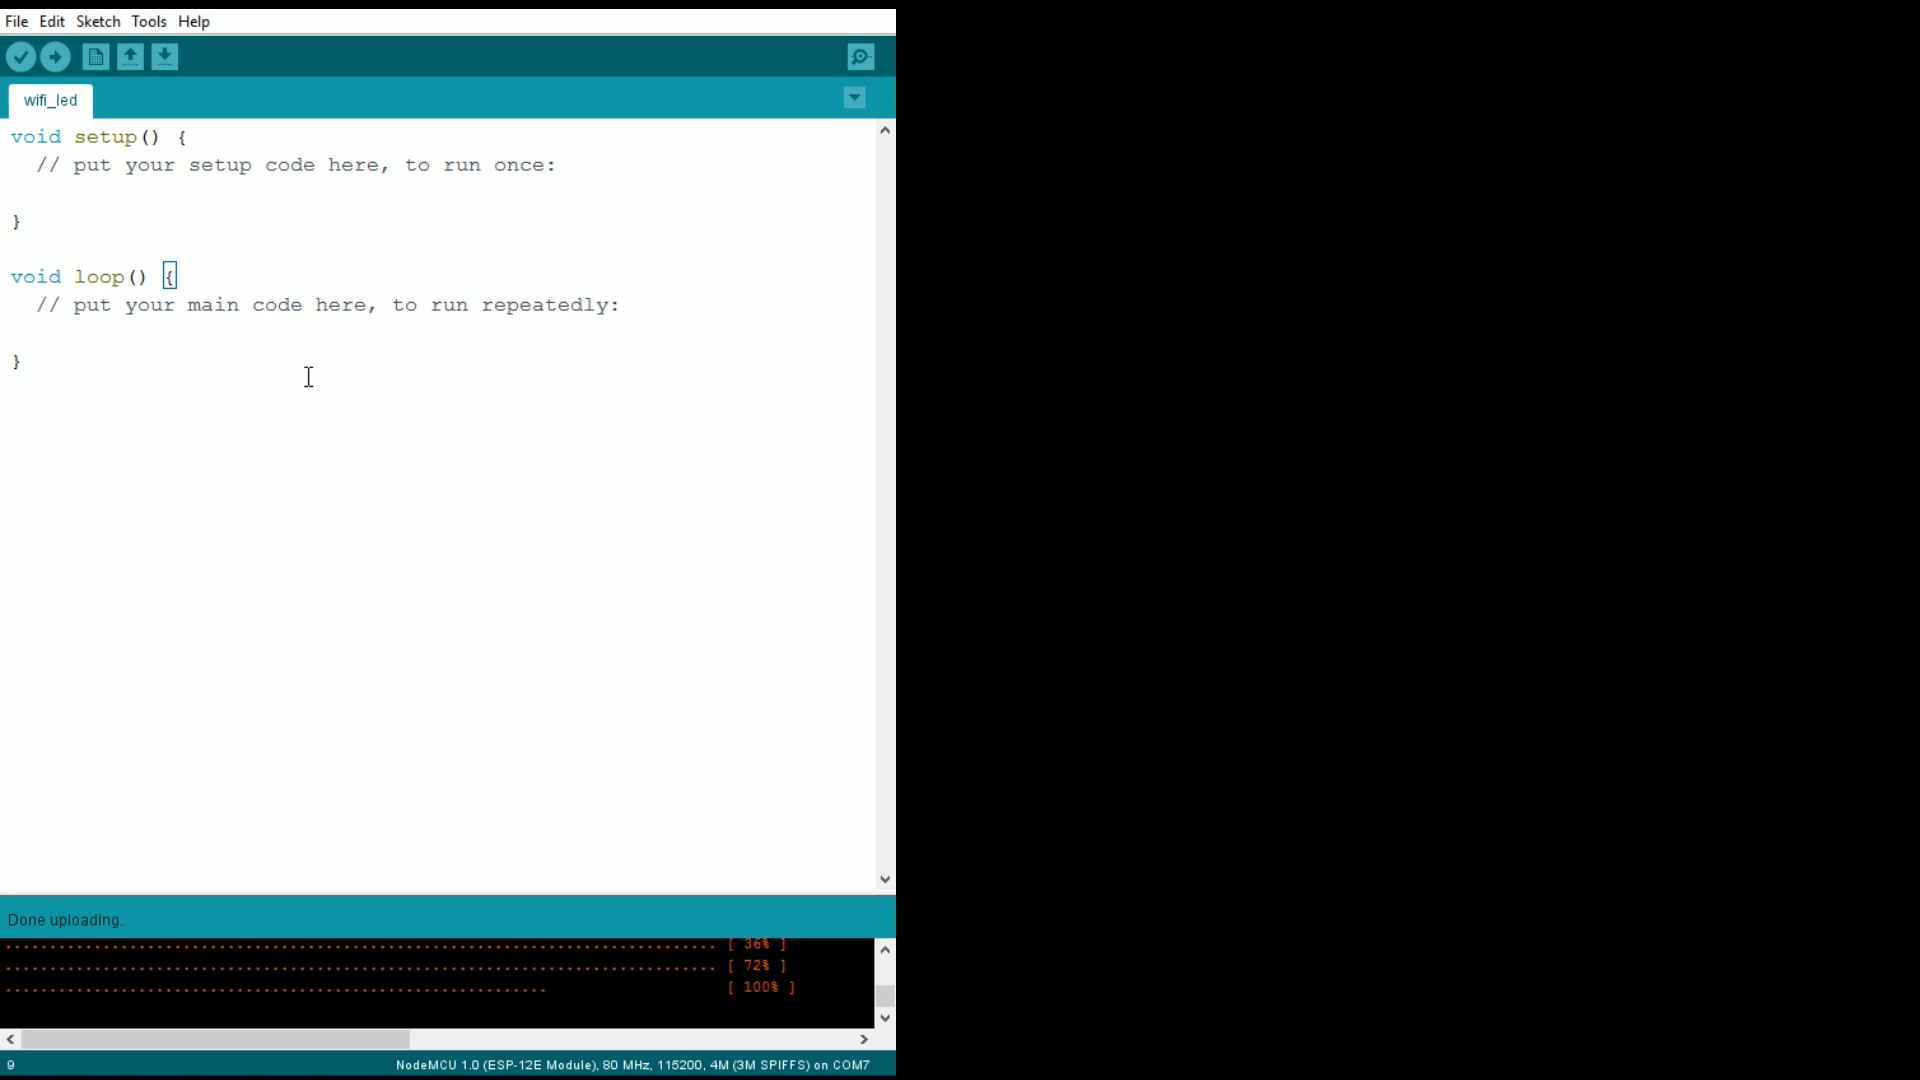 File Edit Sketch Tools Help
wifi_led
void setup() {
  // put your setup code here, to run once:
}
void loop() {
  // put your main code here, to run repeatedly:
}
Done uploading.
................................................................................ [ 36% ]
................................................................................ [ 72% ]
............................................................. [ 100% ]
9 NodeMCU 1.0 (ESP-12E Module), 80 MHz, 115200, 4M (3M SPIFFS) on COM7